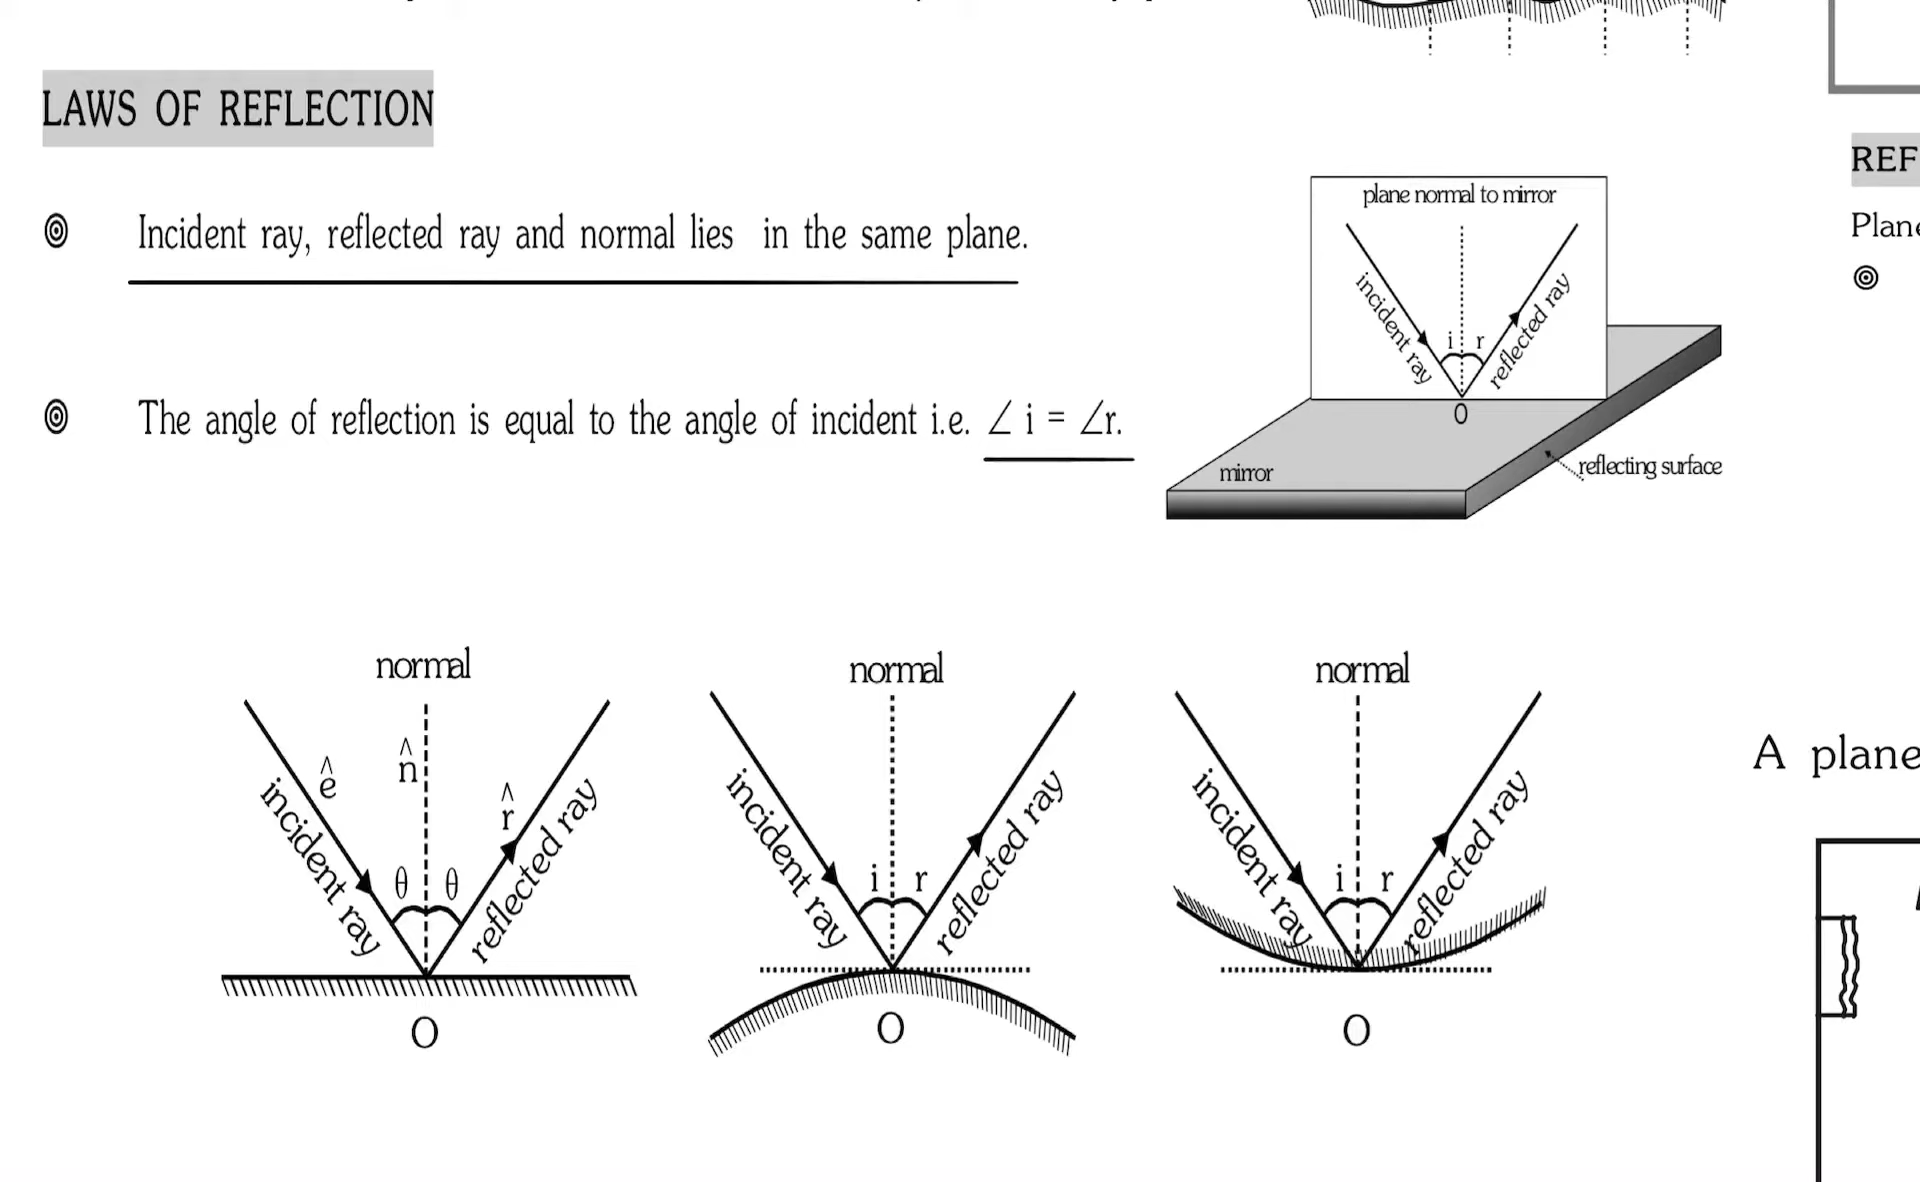 LAWS OF REFLECTION
Incident ray, reflected ray and normal lies in the same plane.
The angle of reflection is equal to the angle of incident i.e. ∠ i = ∠r.
plane normal to mirror
incident ray
i
r
reflected ray
O
mirror
reflecting surface
normal
ê
n̂
r̂
incident ray
θ
θ
reflected ray
O
normal
incident ray
i
r
reflected ray
O
normal
incident ray
i
r
reflected ray
O
REF
Plane
A plane